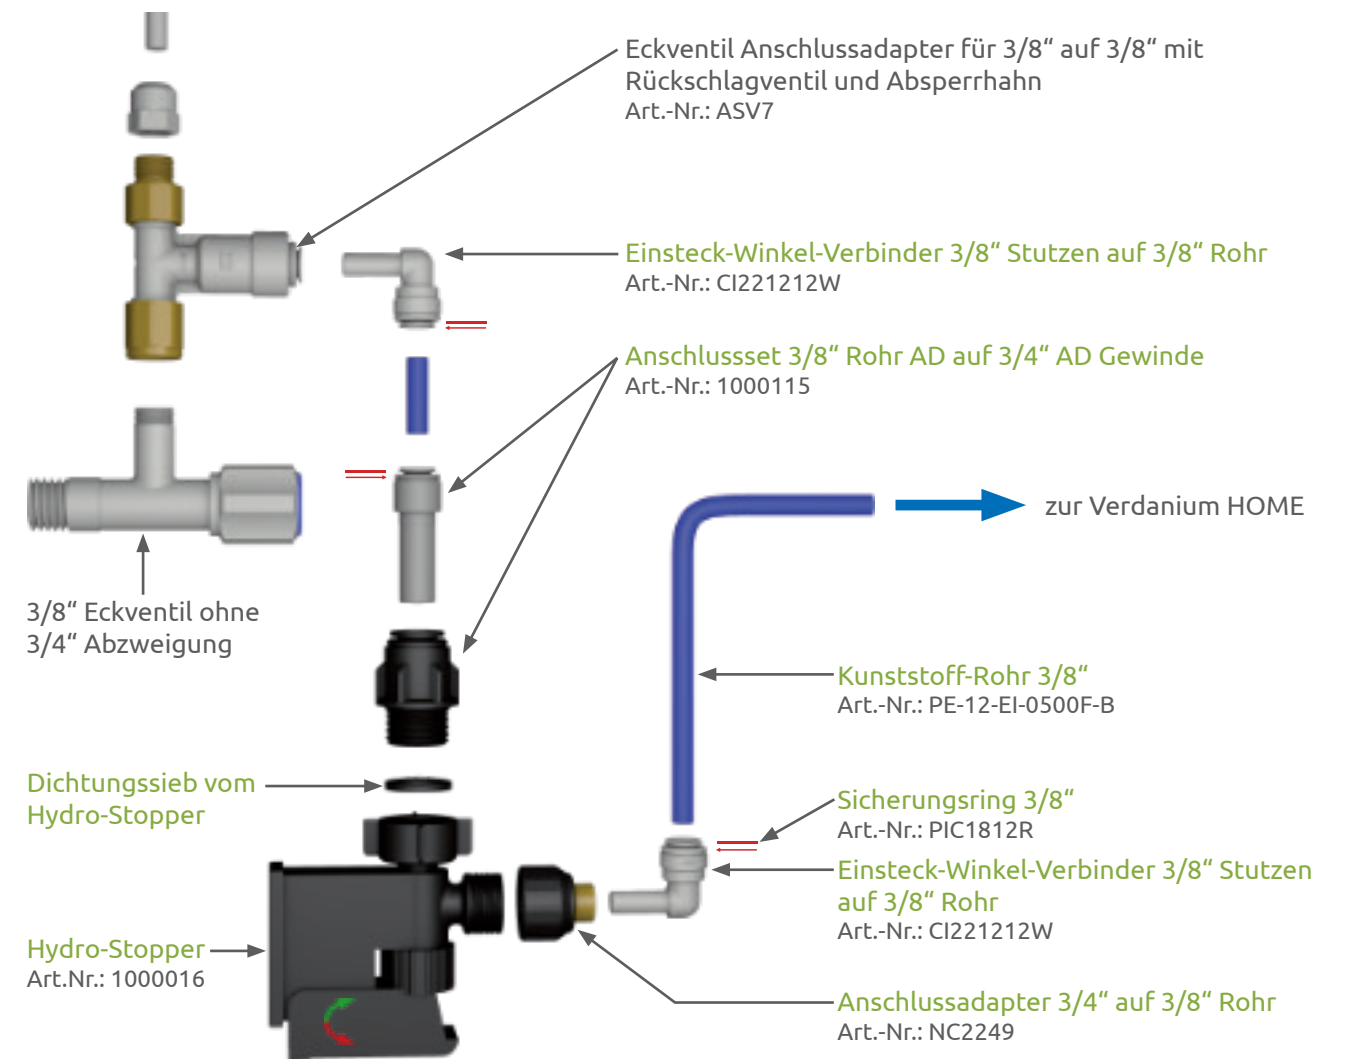 Eckventil Anschlussadapter für 3/8“ auf 3/8“ mit
Rückschlagventil und Absperrhahn
Art.-Nr.: ASV7
Einsteck-Winkel-Verbinder 3/8“ Stutzen auf 3/8“ Rohr
Art.-Nr.: CI221212W
Anschlussset 3/8“ Rohr AD auf 3/4“ AD Gewinde
Art.-Nr.: 1000115
zur Verdanium HOME
3/8“ Eckventil ohne
3/4“ Abzweigung
Kunststoff-Rohr 3/8“
Art.-Nr.: PE-12-EI-0500F-B
Dichtungssieb vom
Hydro-Stopper
Sicherungsring 3/8“
Art.-Nr.: PIC1812R
Einsteck-Winkel-Verbinder 3/8“ Stutzen
auf 3/8“ Rohr
Art.-Nr.: CI221212W
Hydro-Stopper
Art.Nr.: 1000016
Anschlussadapter 3/4“ auf 3/8“ Rohr
Art.-Nr.: NC2249